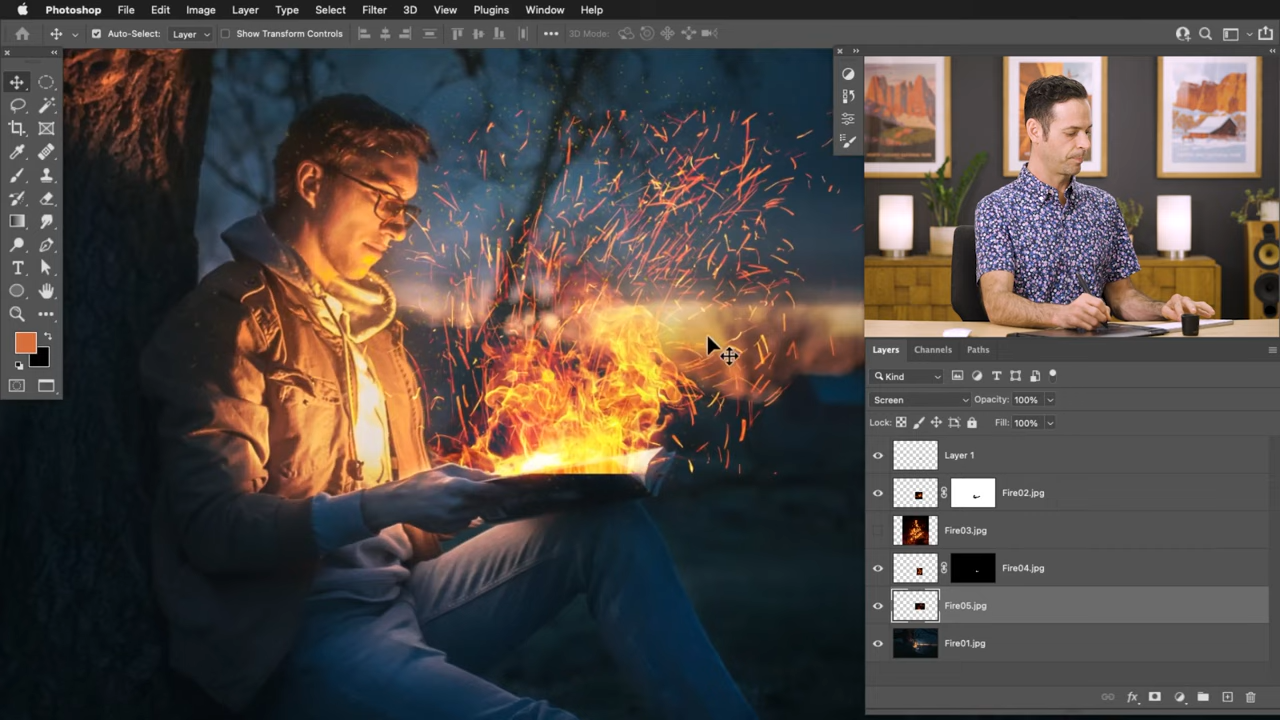 Photoshop File Edit Image Layer Type Select Filter 3D View Plugins Window Help
Auto-Select: Layer Show Transform Controls 3D Mode:
Layers Channels Paths
Kind
Screen Opacity: 100%
Lock: Fill: 100%
Layer 1
Fire02.jpg
Fire03.jpg
Fire04.jpg
Fire05.jpg
Fire01.jpg
fx